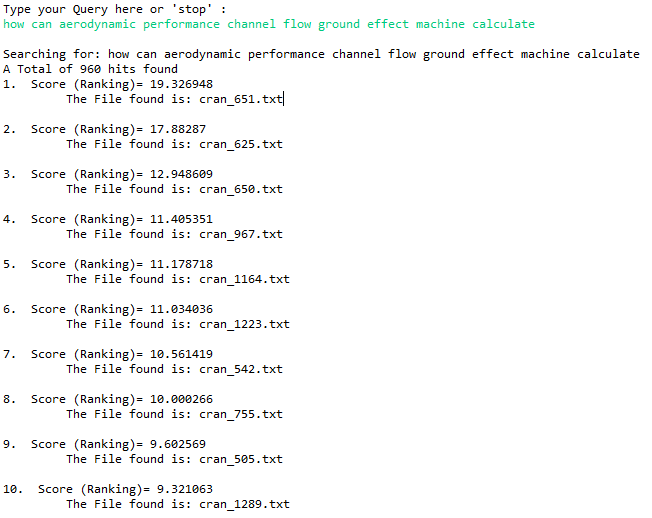 Type your Query here or 'stop' :
how can aerodynamic performance channel flow ground effect machine calculate
Searching for: how can aerodynamic performance channel flow ground effect machine calculate
A Total of 960 hits found
1.  Score (Ranking)= 19.326948
The File found is: cran_651.txt
2.  Score (Ranking)= 17.88287
The File found is: cran_625.txt
3.  Score (Ranking)= 12.948609
The File found is: cran_650.txt
4.  Score (Ranking)= 11.405351
The File found is: cran_967.txt
5.  Score (Ranking)= 11.178718
The File found is: cran_1164.txt
6.  Score (Ranking)= 11.034036
The File found is: cran_1223.txt
7.  Score (Ranking)= 10.561419
The File found is: cran_542.txt
8.  Score (Ranking)= 10.000266
The File found is: cran_755.txt
9.  Score (Ranking)= 9.602569
The File found is: cran_505.txt
10.  Score (Ranking)= 9.321063
The File found is: cran_1289.txt